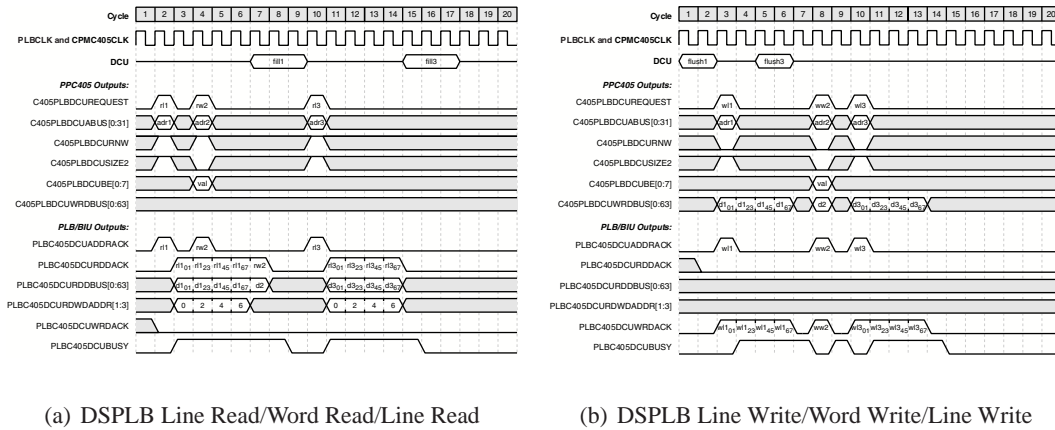 Cycle 1 2 3 4 5 6 7 8 9 10 11 12 13 14 15 16 17 18 19 20
PLBCLK and CPMC405CLK
DCU fill1 fill3
PPC405 Outputs:
C405PLBDCUREQUEST rl1 rw2 rl3
C405PLBDCUABUS[0:31] adr1 adr2 adr3
C405PLBDCURNW
C405PLBDCUSIZE2
C405PLBDCUBE[0:7] val
C405PLBDCUWRDBUS[0:63]
PLB/BIU Outputs:
PLBC405DCUADDRACK rl1 rw2 rl3
PLBC405DCURDDACK rl1₀₁ rl1₂₃ rl1₄₅ rl1₆₇ rw2 rl3₀₁ rl3₂₃ rl3₄₅ rl3₆₇
PLBC405DCURDDBUS[0:63] d1₀₁ d1₂₃ d1₄₅ d1₆₇ d2 d3₀₁ d3₂₃ d3₄₅ d3₆₇
PLBC405DCURDWDADDR[1:3] 0 2 4 6 0 2 4 6
PLBC405DCUWRDACK
PLBC405DCUBUSY
(a) DSPLB Line Read/Word Read/Line Read
Cycle 1 2 3 4 5 6 7 8 9 10 11 12 13 14 15 16 17 18 19 20
PLBCLK and CPMC405CLK
DCU flush1 flush3
PPC405 Outputs:
C405PLBDCUREQUEST wl1 ww2 wl3
C405PLBDCUABUS[0:31] adr1 adr2 adr3
C405PLBDCURNW
C405PLBDCUSIZE2
C405PLBDCUBE[0:7] val
C405PLBDCUWRDBUS[0:63] d1₀₁ d1₂₃ d1₄₅ d1₆₇ d2 d3₀₁ d3₂₃ d3₄₅ d3₆₇
PLB/BIU Outputs:
PLBC405DCUADDRACK wl1 ww2 wl3
PLBC405DCURDDACK
PLBC405DCURDDBUS[0:63]
PLBC405DCURDWDADDR[1:3]
PLBC405DCUWRDACK wl1₀₁ wl1₂₃ wl1₄₅ wl1₆₇ ww2 wl3₀₁ wl3₂₃ wl3₄₅ wl3₆₇
PLBC405DCUBUSY
(b) DSPLB Line Write/Word Write/Line Write